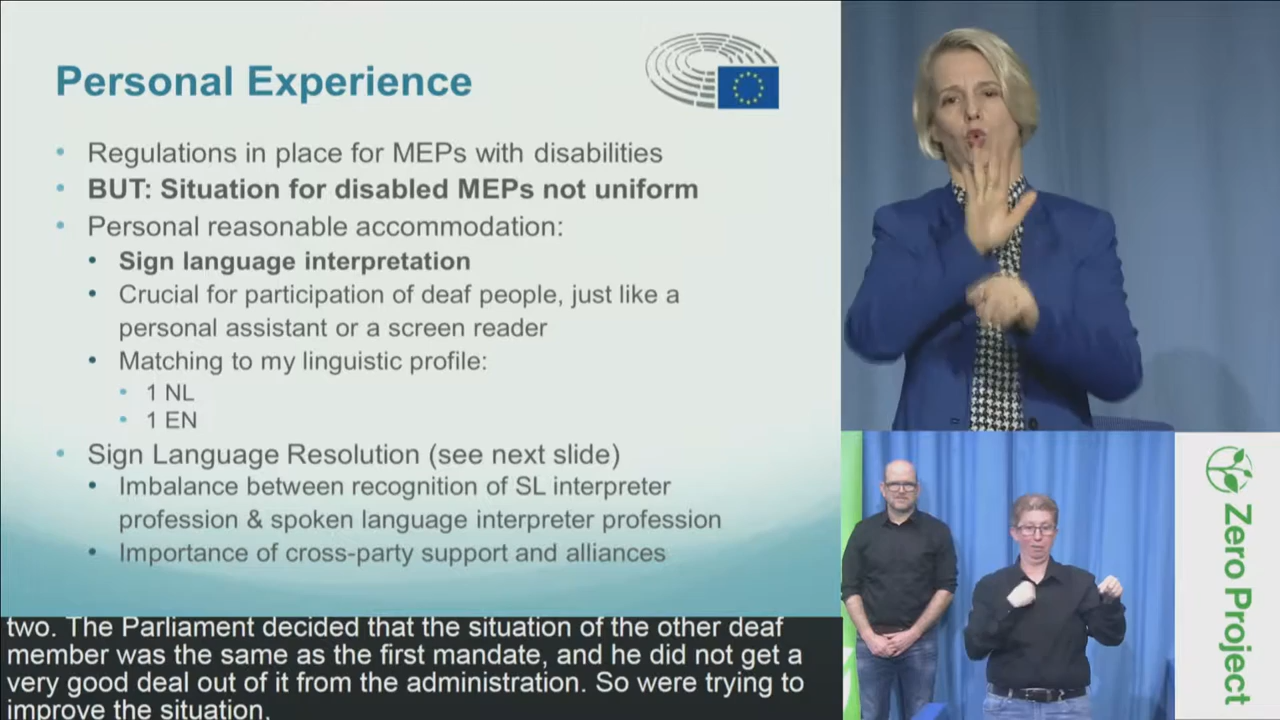 Personal Experience
• Regulations in place for MEPs with disabilities
• BUT: Situation for disabled MEPs not uniform
• Personal reasonable accommodation:
• Sign language interpretation
• Crucial for participation of deaf people, just like a
personal assistant or a screen reader
• Matching to my linguistic profile:
• 1 NL
• 1 EN
• Sign Language Resolution (see next slide)
• Imbalance between recognition of SL interpreter
profession & spoken language interpreter profession
• Importance of cross-party support and alliances
two. The Parliament decided that the situation of the other deaf
member was the same as the first mandate, and he did not get a
very good deal out of it from the administration. So were trying to
improve the situation.
Zero Project